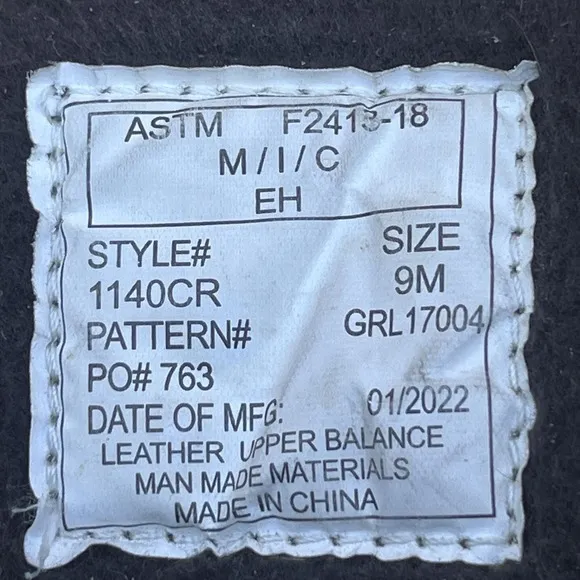 ASTM F2413-18
M / I / C
EH
STYLE# SIZE
1140CR 9M
PATTERN# GRL17004
PO# 763
DATE OF MFG: 01/2022
LEATHER UPPER BALANCE
MAN MADE MATERIALS
MADE IN CHINA